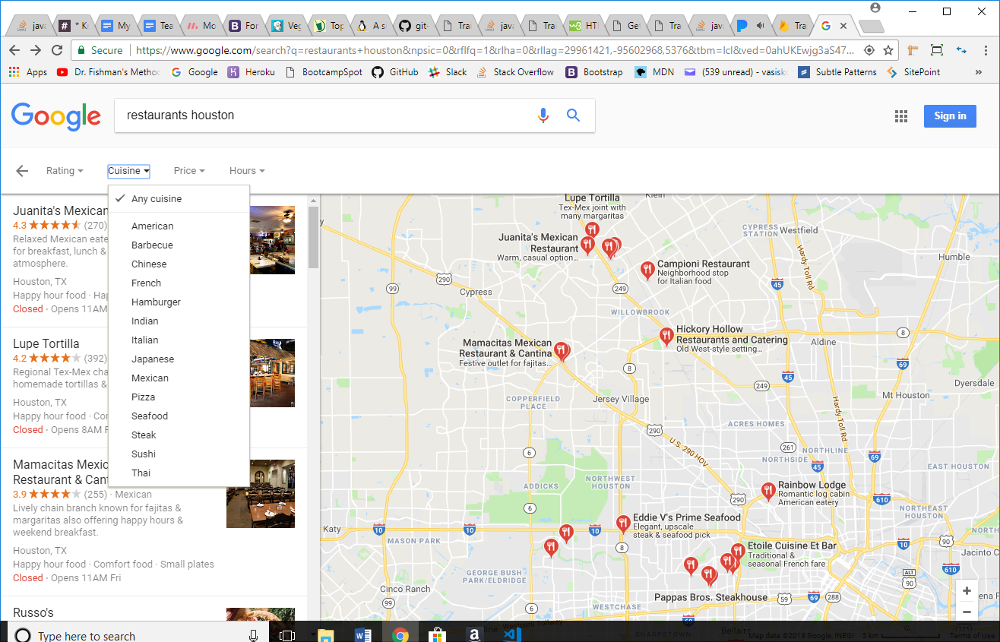 java
* K
My
Tea
Mo
For
Veg
Top
A s
git-
Tra
java
Tra
HT
Get
Tra
java
Tra
Secure
https://www.google.com/search?q=restaurants+houston&npsic=0&rflfq=1&rlha=0&rllag=29961421,-95602968,5376&tbm=lcl&ved=0ahUKEwjg3aS47...
Apps
Dr. Fishman's Method
Google
Heroku
BootcampSpot
GitHub
Slack
Stack Overflow
Bootstrap
MDN
(539 unread) - vasisk
Subtle Patterns
SitePoint
»
Google
restaurants houston
Sign in
Rating
Cuisine
Price
Hours
Any cuisine
American
Barbecue
Chinese
French
Hamburger
Indian
Italian
Japanese
Mexican
Pizza
Seafood
Steak
Sushi
Thai
Juanita's Mexican
4.3 (270)
Relaxed Mexican eate
for breakfast, lunch &
atmosphere.
Houston, TX
Happy hour food · Hap
Closed · Opens 11AM
Lupe Tortilla
4.2 (392)
Regional Tex-Mex cha
homemade tortillas &
Houston, TX
Happy hour food · Cor
Closed · Opens 8AM F
Mamacitas Mexic
Restaurant & Cant
3.9 (255) · Mexican
Lively chain branch known for fajitas &
margaritas also offering happy hours &
weekend breakfast.
Houston, TX
Happy hour food · Comfort food · Small plates
Closed · Opens 11AM Fri
Russo's
Lupe Tortilla
Tex-Mex joint with
many margaritas
Klein
Juanita's Mexican
Restaurant
Warm, casual option...
CYPRESS
STATION
Westfield
Hardy Toll Rd
Humble
Campioni Restaurant
Neighborhood stop
for Italian food
290
99
Cypress
249
45
WILLOWBROOK
Hickory Hollow
Restaurants and Catering
Old West-style setting...
8
Aldine
Mamacitas Mexican
Restaurant & Cantina
Festive outlet for fajitas...
69
8
45
249
Dyersdale
Mt Houston
COPPERFIELD
PLACE
Jersey Village
Hardy Toll Rd
ACRES HOMES
290
U.S. 290 HOV
261
NORTHLINE
NORTHSIDE
6
69
45
EAST HOUSTON
ADDICKS
NORTHWEST
HOUSTON
Rainbow Lodge
Romantic log cabin
American eatery
290
610
6
NORTHEAST
HOUSTON
Eddie V's Prime Seafood
Elegant, upscale
steak & seafood pick
Katy
10
10
10
NORTH
MASON PARK
8
Etoile Cuisine Et Bar
Traditional &
seasonal French fare
90
10
Jacinto C
GEORGE BUSH
PARK/ELDRIDGE
610
ALT
90
Cinco Ranch
99
Pappas Bros. Steakhouse
59
69
288
ena P
WESTCHASE
6
+
−
westpark tollway
SHARPSTOWN
Bellaire
Map data ©2018 Google, INEGI
5 km
Terms of Use
Type here to search